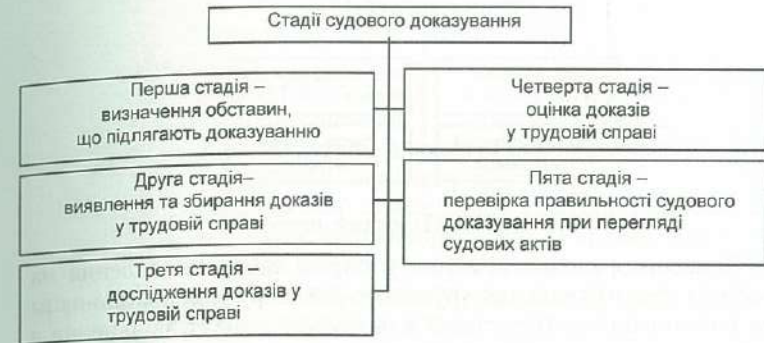 Стадії судового доказування
Перша стадія –
визначення обставин,
що підлягають доказуванню
Друга стадія–
виявлення та збирання доказів
у трудовій справі
Третя стадія –
дослідження доказів у
трудовій справі
Четверта стадія –
оцінка доказів
у трудовій справі
Пята стадія –
перевірка правильності судового
доказування при перегляді
судових актів